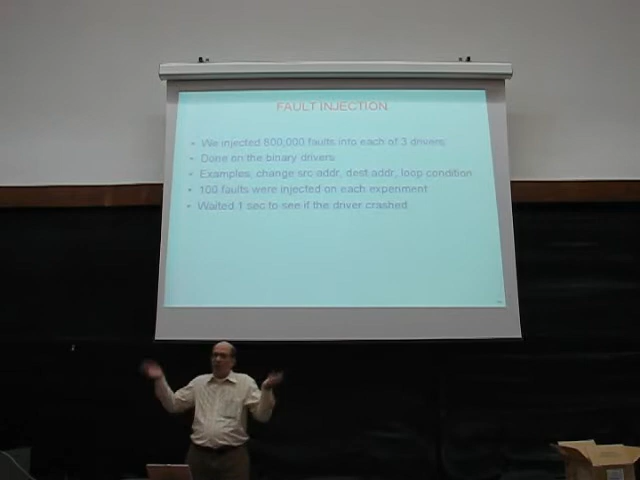 FAULT INJECTION
• We injected 800,000 faults into each of 3 drivers
• Done on the binary drivers
• Examples: change src addr, dest addr, loop condition
• 100 faults were injected on each experiment
• Waited 1 sec to see if the driver crashed